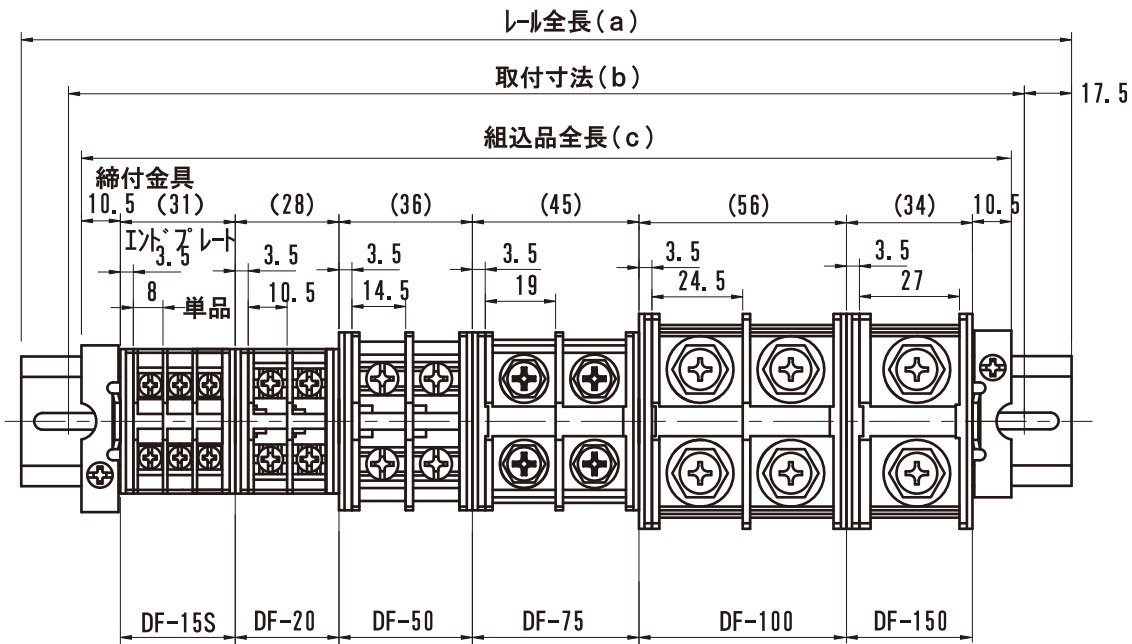 レール全長(a)
取付寸法(b)
17.5
組込品全長(c)
締付金具
10.5 (31) (28) (36) (45) (56) (34) 10.5
エンドプレート
3.5 3.5 3.5 3.5 3.5 3.5
8 単品 10.5 14.5 19 24.5 27
DF-15S DF-20 DF-50 DF-75 DF-100 DF-150